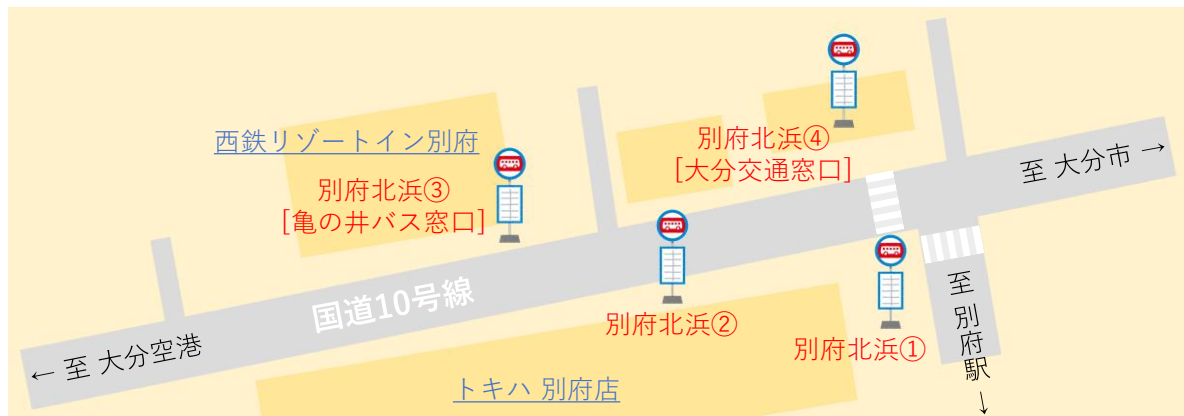 西鉄リゾートイン別府
別府北浜③
[亀の井バス窓口]
別府北浜④
[大分交通窓口]
至 大分市 →
国道10号線
← 至 大分空港
別府北浜②
別府北浜①
至 別府駅 →
トキハ 別府店